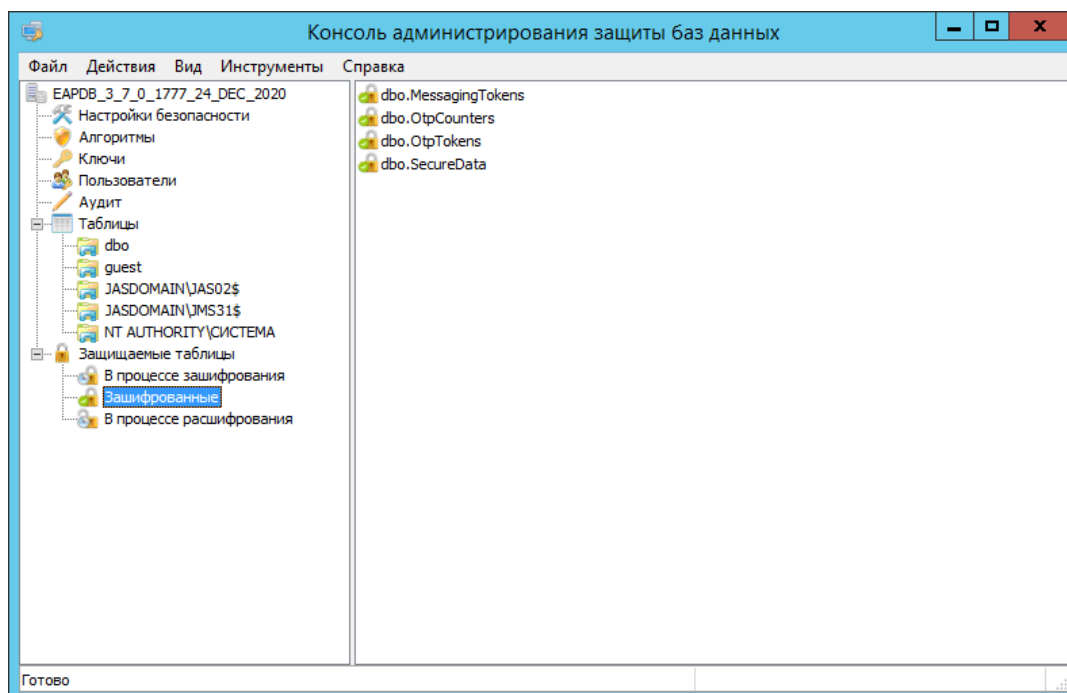 Консоль администрирования защиты баз данных
Файл Действия Вид Инструменты Справка
EAPDB_3_7_0_1777_24_DEC_2020
Настройки безопасности
Алгоритмы
Ключи
Пользователи
Аудит
Таблицы
dbo
guest
JASDOMAIN\JAS02$
JASDOMAIN\JMS31$
NT AUTHORITY\СИСТЕМА
Защищаемые таблицы
В процессе зашифрования
Зашифрованные
В процессе расшифрования
dbo.MessagingTokens
dbo.OtpCounters
dbo.OtpTokens
dbo.SecureData
Готово